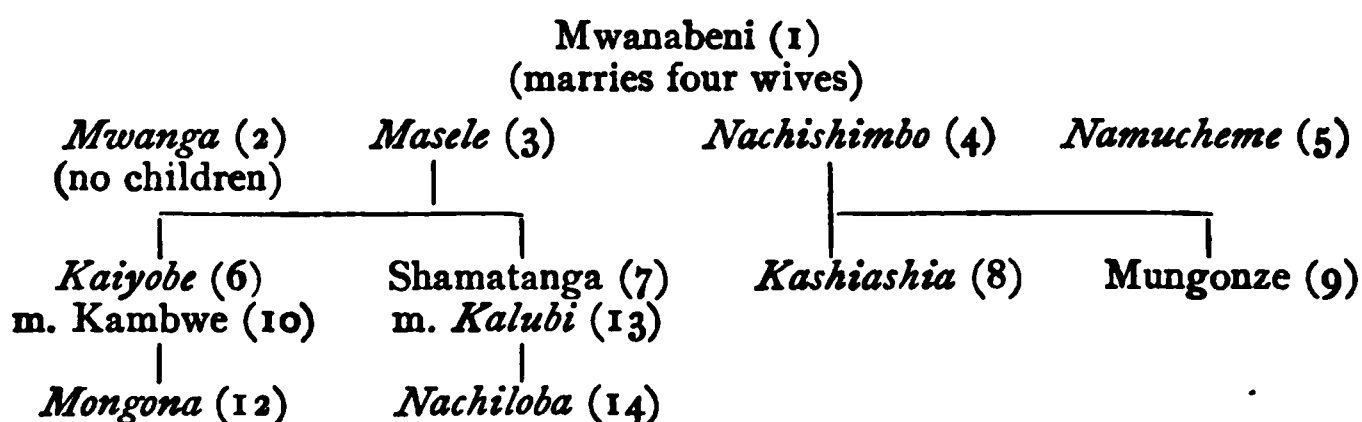 Mwanabeni (1)
(marries four wives)
Mwanga (2) Masele (3) Nachishimbo (4) Namucheme (5)
(no children)
Kaiyobe (6) Shamatanga (7) Kashiashia (8) Mungonze (9)
m. Kambwe (10) m. Kalubi (13)
Mongona (12) Nachiloba (14)